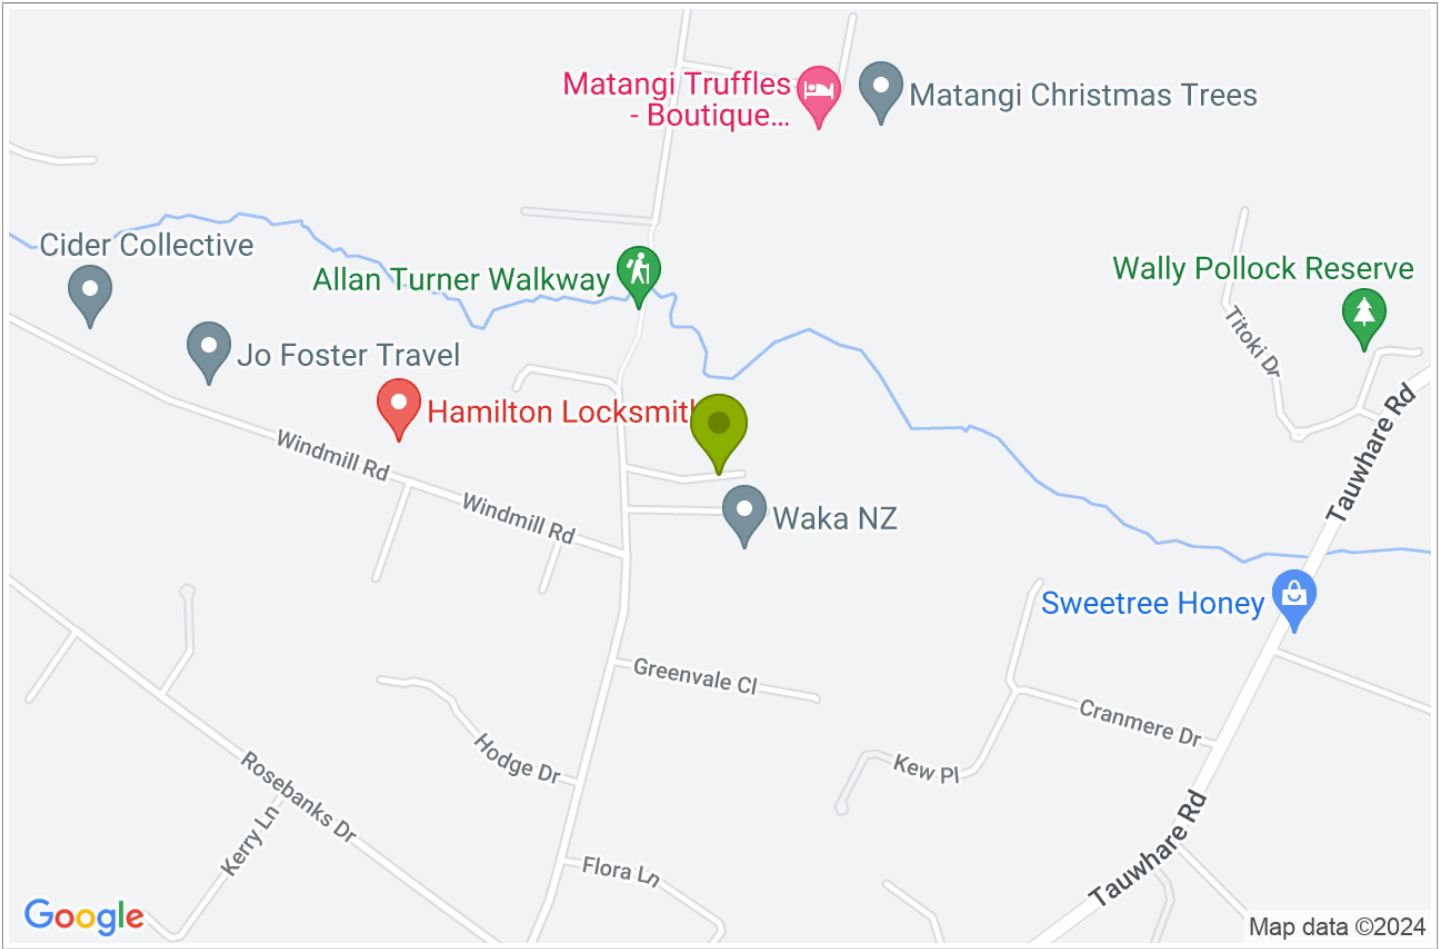 Matangi Truffles
- Boutique...
Matangi Christmas Trees
Cider Collective
Allan Turner Walkway
Wally Pollock Reserve
Titoki Dr
Jo Foster Travel
Hamilton Locksmith
Tauwhare Rd
Windmill Rd
Windmill Rd
Waka NZ
Sweetree Honey
Greenvale Cl
Cranmere Dr
Hodge Dr
Kew Pl
Rosebanks Dr
Kerry Ln
Flora Ln
Tauwhare Rd
Google
Map data ©2024